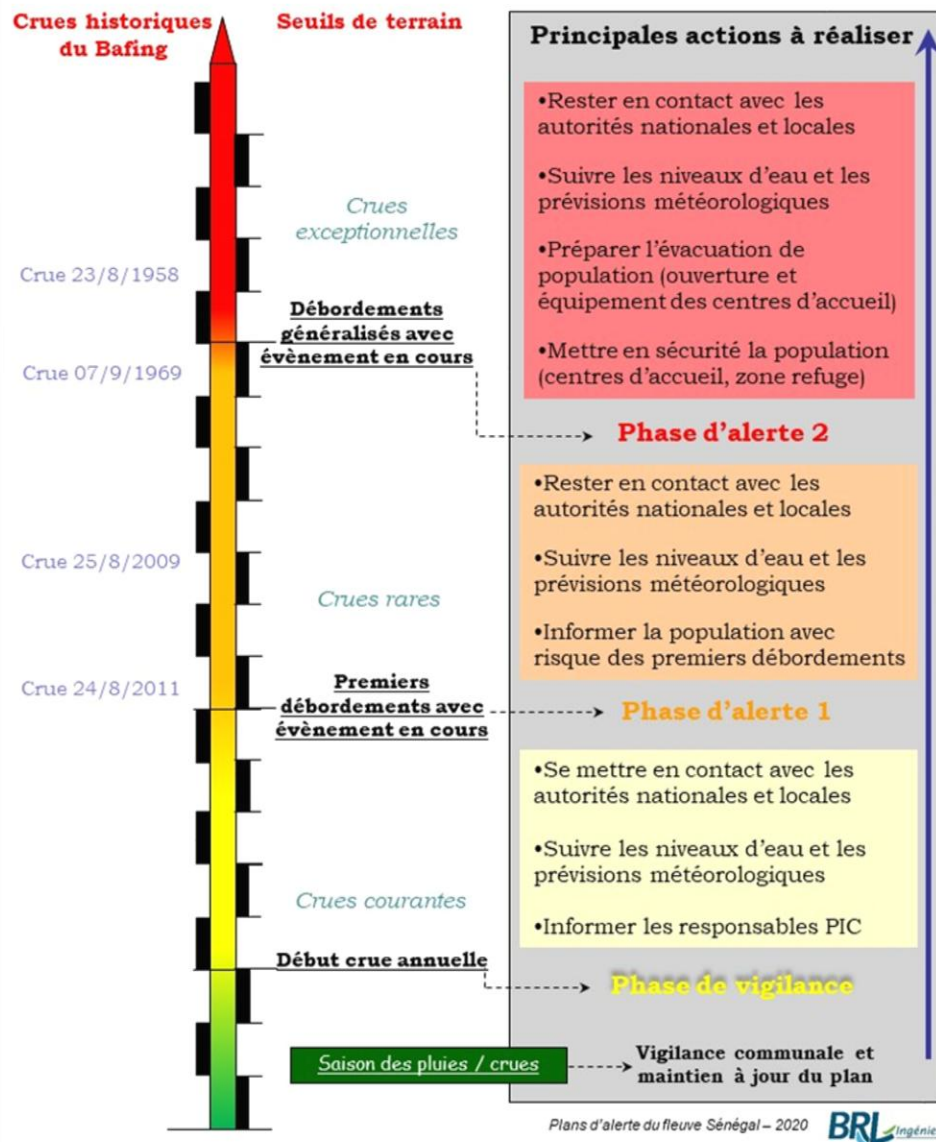 Crues historiques
du Bafing
Seuils de terrain
Crues
exceptionnelles
Crue 23/8/1958
Débordements
généralisés avec
évènement en cours
Crue 07/9/1969
Crue 25/8/2009
Crues rares
Crue 24/8/2011
Premiers
débordements avec
évènement en cours
Crues courantes
Début crue annuelle
Saison des pluies / crues
Principales actions à réaliser
•Rester en contact avec les
autorités nationales et locales
•Suivre les niveaux d'eau et les
prévisions météorologiques
•Préparer l'évacuation de
population (ouverture et
équipement des centres d'accueil)
•Mettre en sécurité la population
(centres d'accueil, zone refuge)
Phase d'alerte 2
•Rester en contact avec les
autorités nationales et locales
•Suivre les niveaux d'eau et les
prévisions météorologiques
•Informer la population avec
risque des premiers débordements
Phase d'alerte 1
•Se mettre en contact avec les
autorités nationales et locales
•Suivre les niveaux d'eau et les
prévisions météorologiques
•Informer les responsables PIC
Phase de vigilance
Vigilance communale et
maintien à jour du plan
Plans d'alerte du fleuve Sénégal – 2020
BRL Ingénie